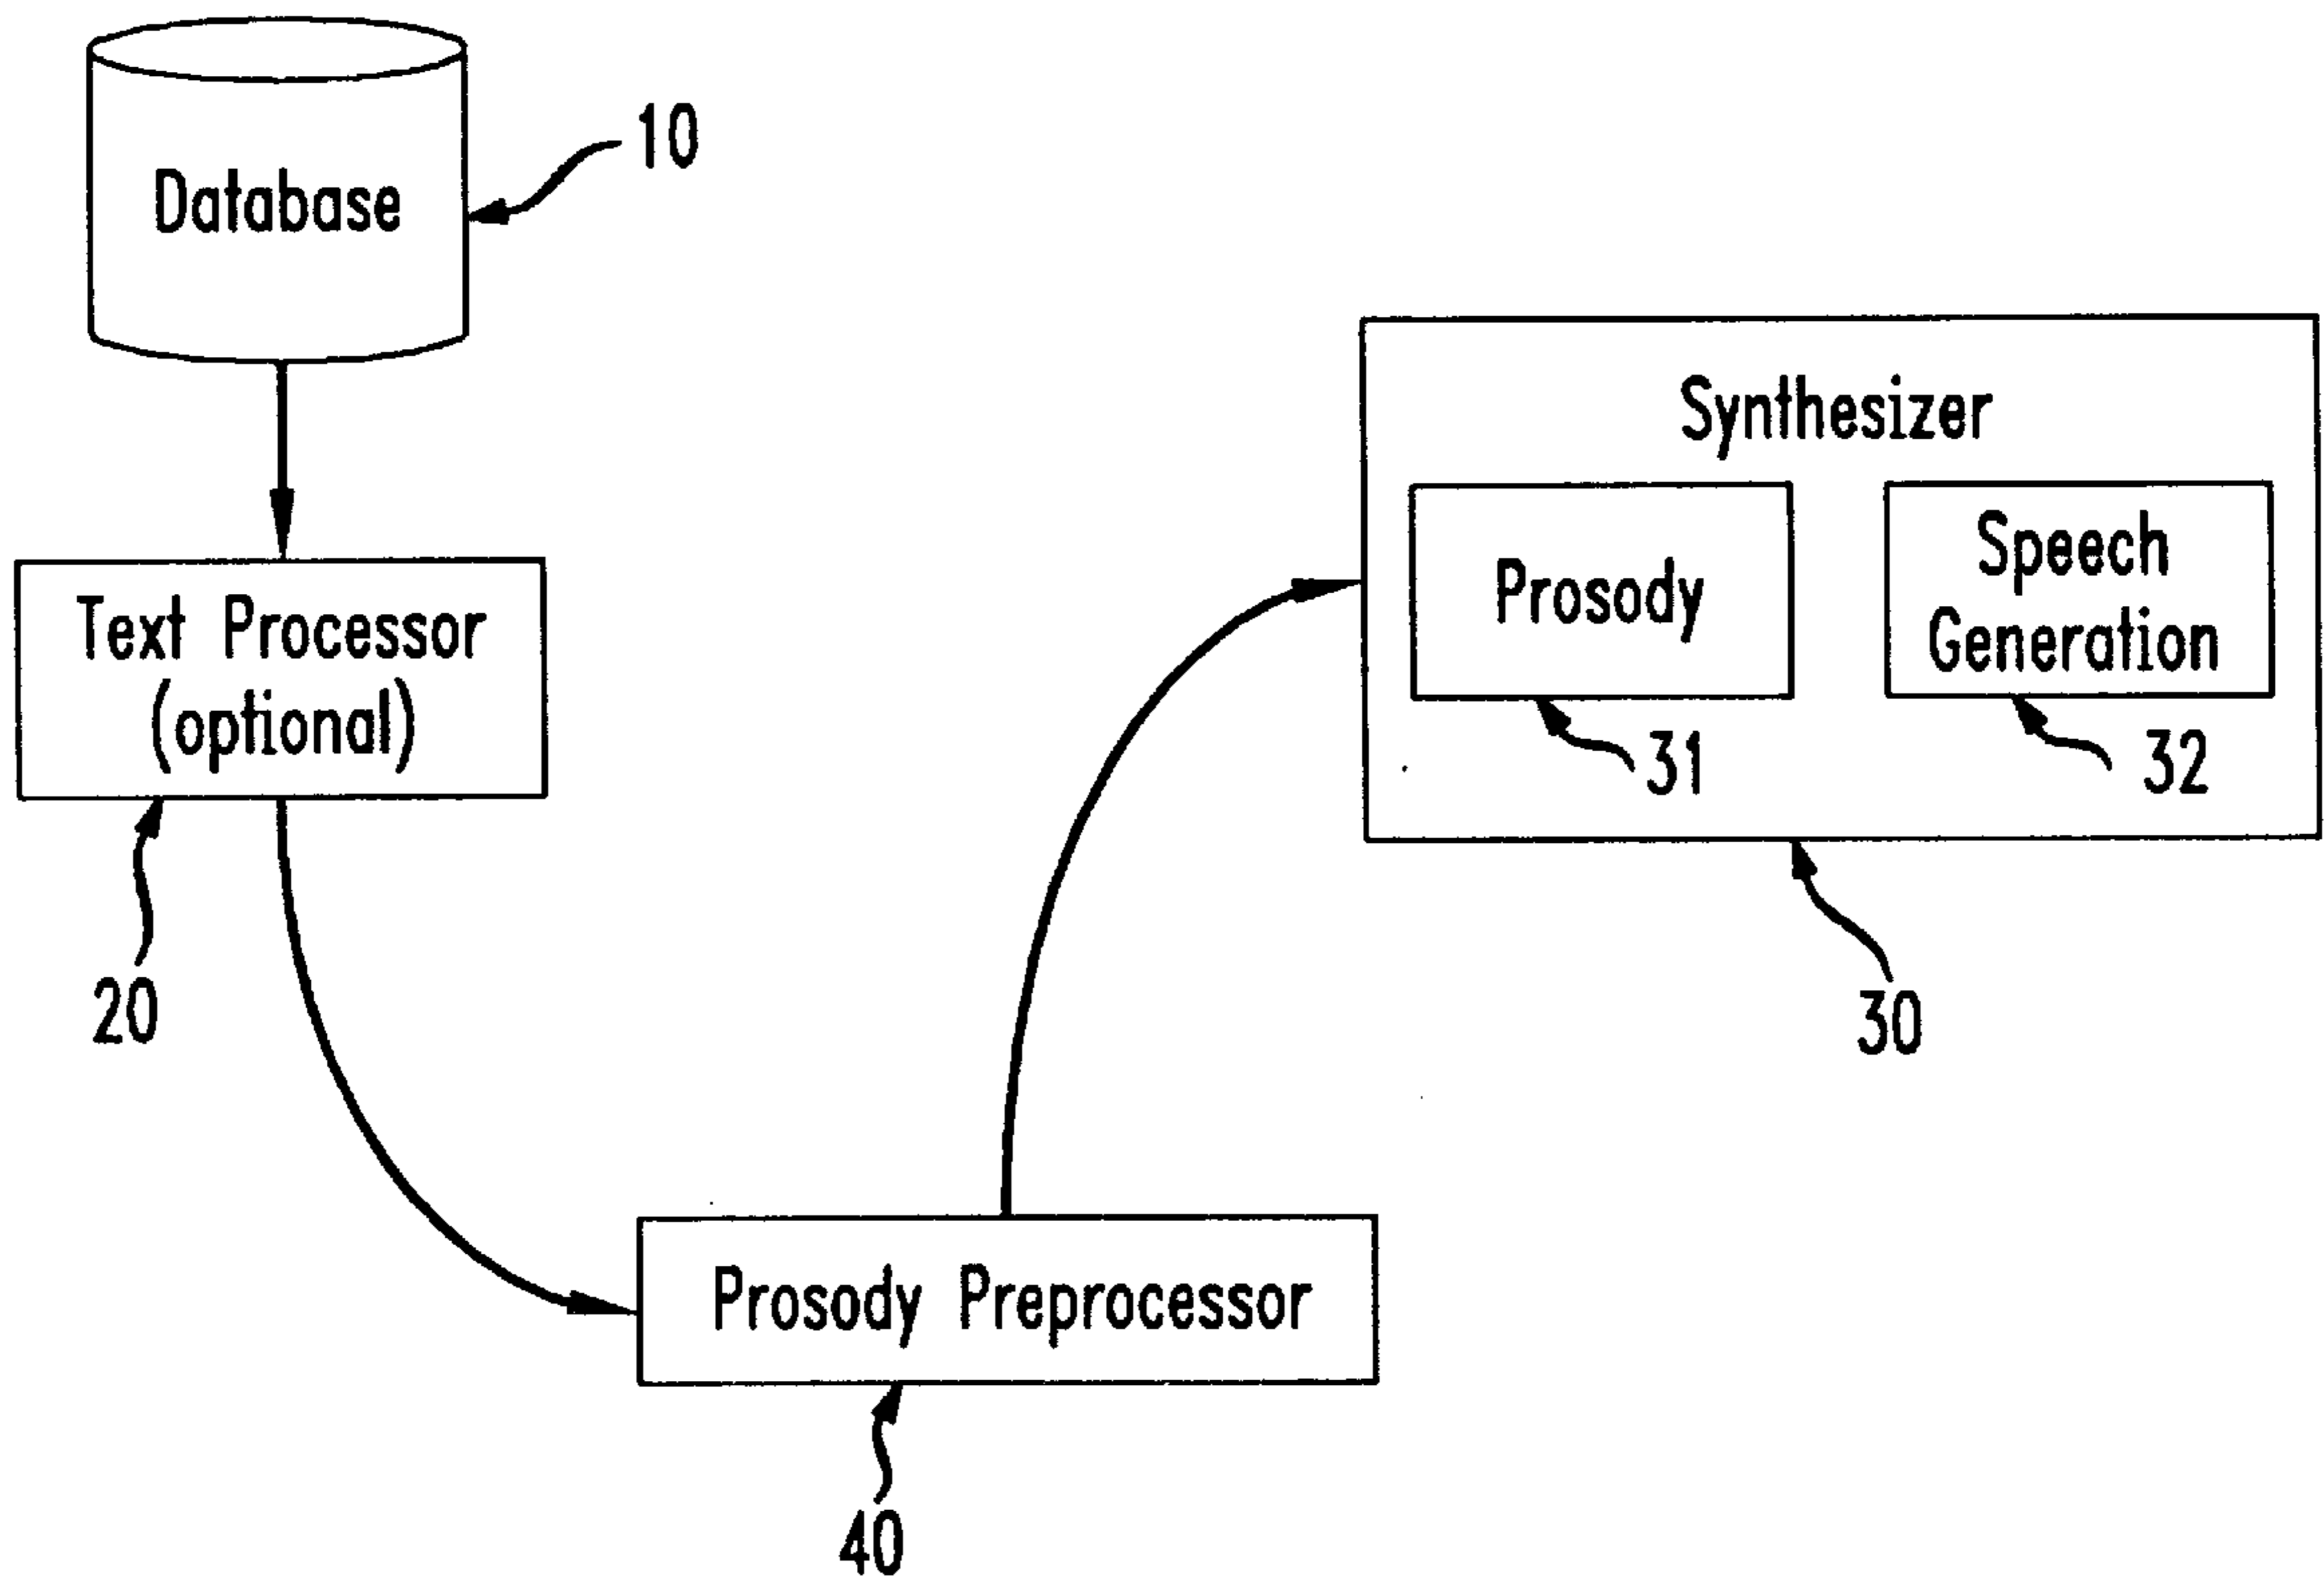 Database
10
Text Processor
(optional)
20
Synthesizer
Prosody
Speech
Generation
31
32
30
Prosody Preprocessor
40